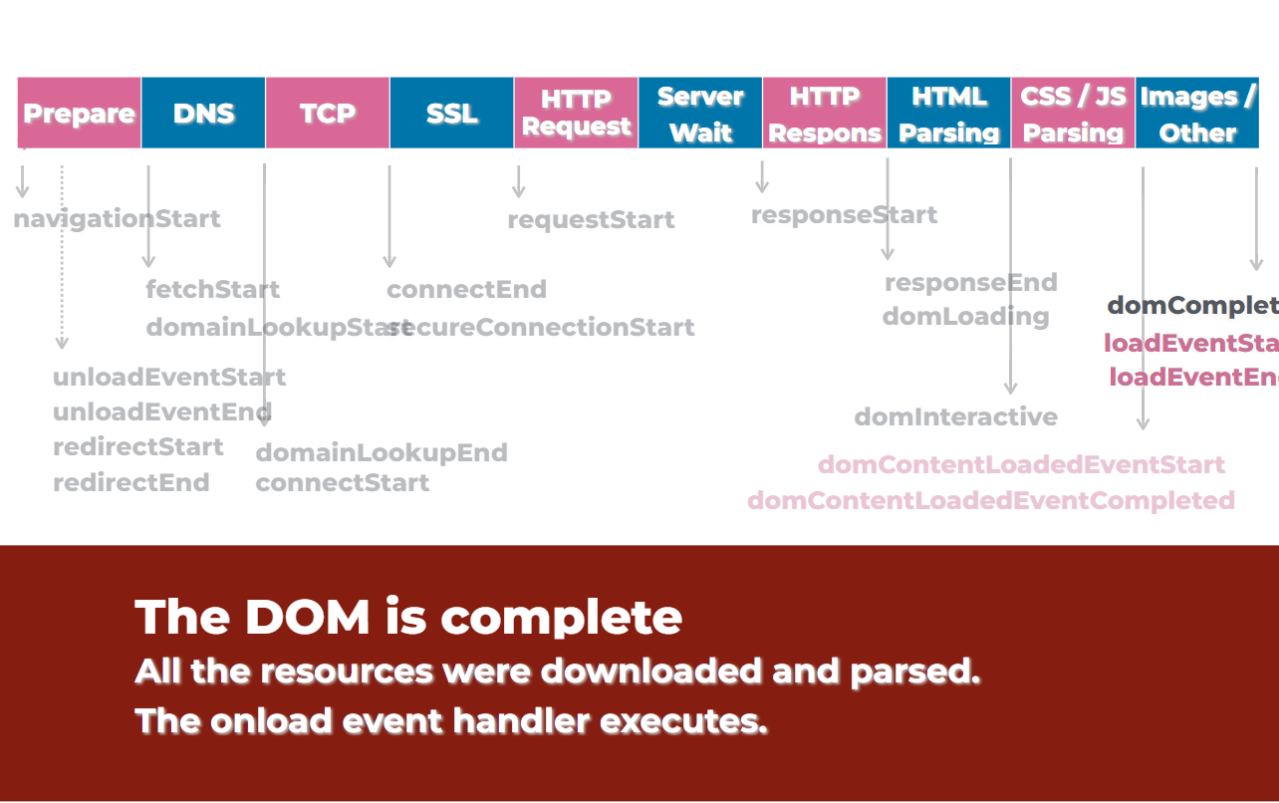 Prepare
DNS
TCP
SSL
HTTP
Request
Server
Wait
HTTP
Respons
HTML
Parsing
CSS / JS
Parsing
Images /
Other
navigationStart
requestStart
responseStart
fetchStart
connectEnd
responseEnd
domainLookupStart
secureConnectionStart
domLoading
domComplet
loadEventSta
loadEventEn
unloadEventStart
unloadEventEnd
redirectStart
redirectEnd
domainLookupEnd
connectStart
domInteractive
domContentLoadedEventStart
domContentLoadedEventCompleted
The DOM is complete
All the resources were downloaded and parsed.
The onload event handler executes.